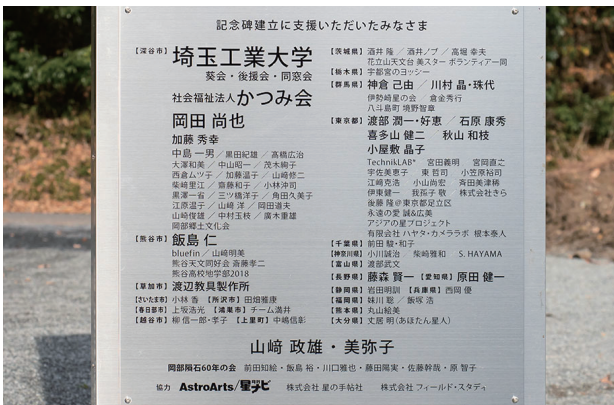 記念碑建立に支援いただいたみなさま
【深谷市】埼玉工業大学
葵会・後援会・同窓会
社会福祉法人かつみ会
岡田 尚也
加藤 秀幸
中島 一男／黒田紀雄／髙橋広治
大澤和美／中山昭一／茂木絢子
西倉ムツ子／加藤温子／山﨑修二
柴﨑里江／齋藤和子／小林沖司
黒澤一省／三ツ橋洋子／角田久美子
江原温子／山﨑 洋／岡田道夫
山﨑俊雄／中村玉枝／廣木重雄
岡部郷土文化会
【熊谷市】飯島 仁
bluefin／山﨑明美
熊谷天文同好会 斎藤孝二
熊谷高校地学部2018
【草加市】渡辺教具製作所
【さいたま市】小林 香 【所沢市】田畑雅康
【春日部市】上坂浩光 【鴻巣市】チーム満井
【越谷市】柳 信一郎・孝子 【上里町】中嶋信彰
【茨城県】酒井 隆／酒井ノブ／高堀 幸夫
花立山天文台 美スター ボランティア一同
【栃木県】宇都宮のヨッシー
【群馬県】神倉 己由／川村 晶・珠代
伊勢崎星の会 倉金秀行
八斗島町 境野智章
【東京都】渡部 潤一・好恵／石原 康秀
喜多山 健二 秋山 和枝
小屋敷 晶子
TechnikLAB* 宮田義明 宮岡直之
宇佐美恵子 東 哲司 小笠原裕司
江﨑克浩 小山尚宏 斉田美津稀
伊東健一 我孫子 敬 株式会社きら
後藤 隆＠東京都足立区
永遠の愛 誠&広美
アジアの星プロジェクト
有限会社 ハヤタ・カメララボ 根本泰人
【千葉県】前田 駿・和子
【神奈川県】小川誠治 柴崎雅和 S. HAYAMA
【富山県】渡部武文
【長野県】藤森 賢一 【愛知県】原田 健一
【静岡県】岩田明訓 【兵庫県】西岡 優
【福岡県】妹川 聡／飯塚 浩
【熊本県】丸山絵美
【大分県】丈居 明(あほたん星人)
山﨑 政雄・美弥子
岡部隕石60年の会 前田知絵・飯島 裕・川口雅也・藤田陽実・佐藤幹哉・原 智子
協力 AstroArts/星ナビ 株式会社 星の手帖社 株式会社 フィールド・スタディ